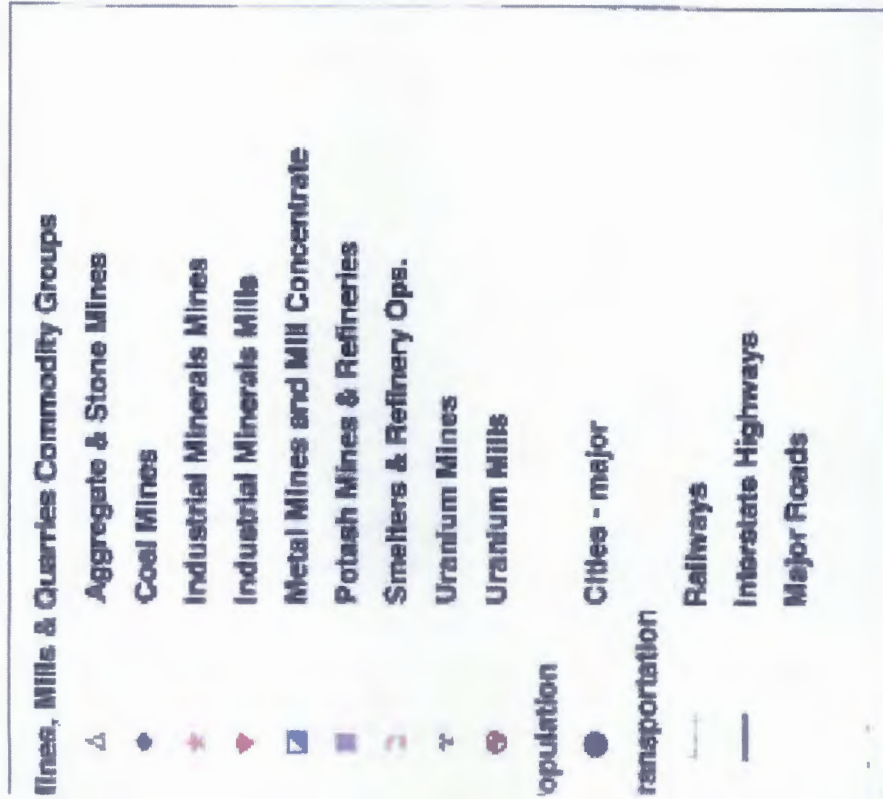 lines, Mills & Quarries Commodity Groups
Aggregate & Stone Mines
Coal Mines
Industrial Minerals Mines
Industrial Minerals Mills
Metal Mines and Mill Concentrate
Potash Mines & Refineries
Smelters & Refinery Ops.
Uranium Mines
Uranium Mills
opulation
Cities - major
ransportation
Railways
Interstate Highways
Major Roads